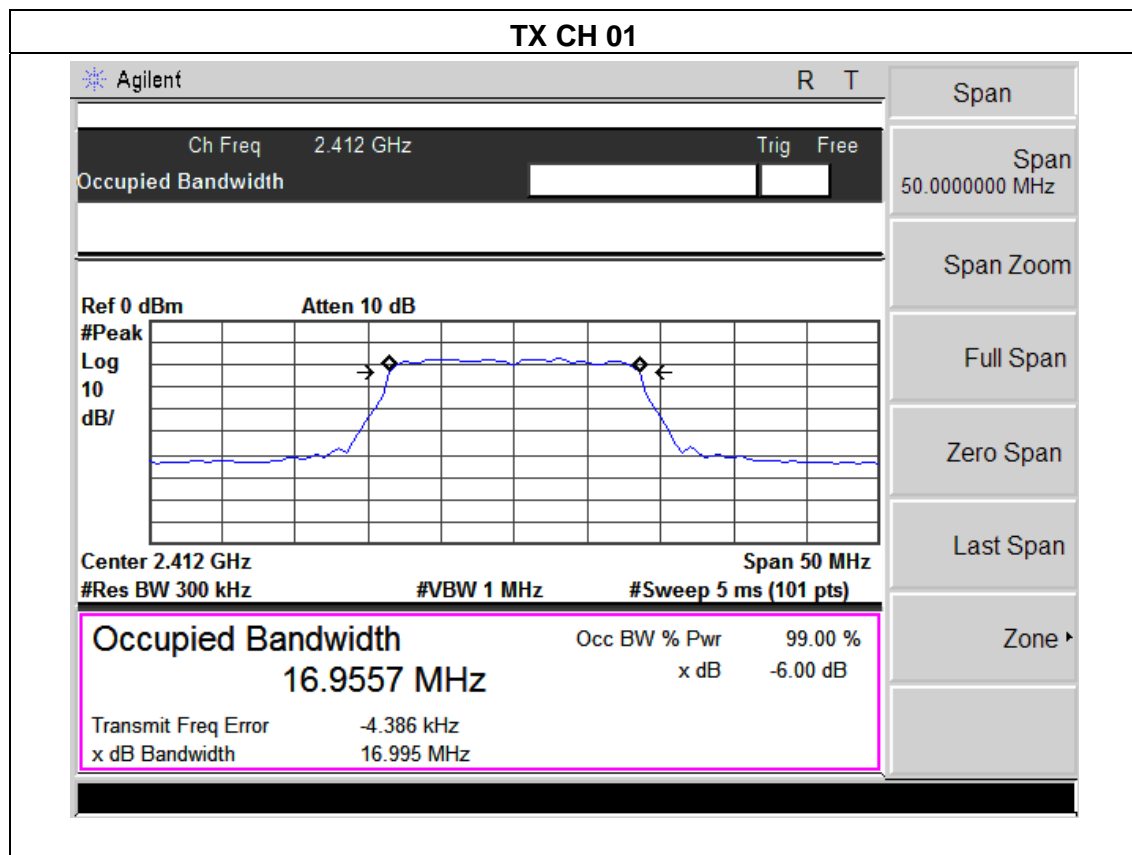 TX CH 01
Agilent R T
Ch Freq 2.412 GHz Trig Free
Occupied Bandwidth
Ref 0 dBm Atten 10 dB
#Peak
Log
10
dB/
Center 2.412 GHz Span 50 MHz
#Res BW 300 kHz #VBW 1 MHz #Sweep 5 ms (101 pts)
Occupied Bandwidth Occ BW % Pwr 99.00 %
16.9557 MHz x dB -6.00 dB
Transmit Freq Error -4.386 kHz
x dB Bandwidth 16.995 MHz
Span
Span
50.0000000 MHz
Span Zoom
Full Span
Zero Span
Last Span
Zone